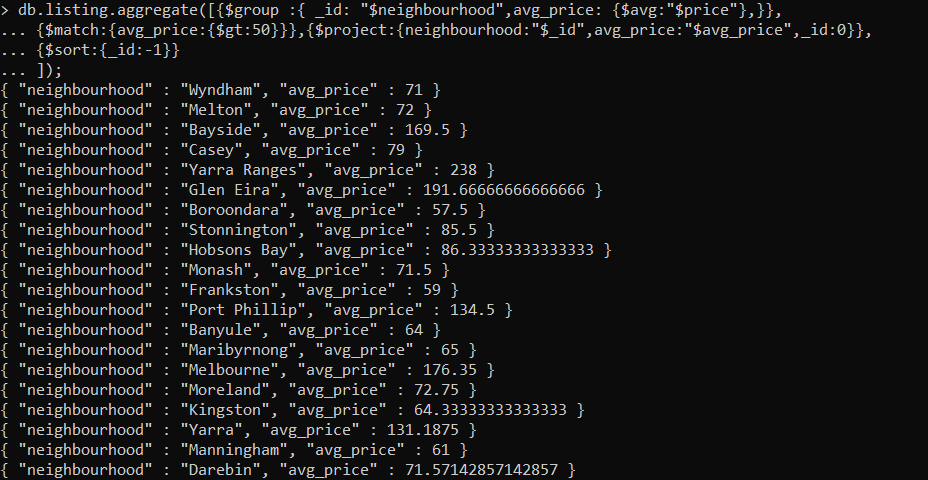 > db.listing.aggregate([{$group :{ _id: "$neighbourhood",avg_price: {$avg:"$price"},}},
... {$match:{avg_price:{$gt:50}}},{$project:{neighbourhood:"$_id",avg_price:"$avg_price",_id:0}},
... {$sort:{_id:-1}}
... ]);
{ "neighbourhood" : "Wyndham", "avg_price" : 71 }
{ "neighbourhood" : "Melton", "avg_price" : 72 }
{ "neighbourhood" : "Bayside", "avg_price" : 169.5 }
{ "neighbourhood" : "Casey", "avg_price" : 79 }
{ "neighbourhood" : "Yarra Ranges", "avg_price" : 238 }
{ "neighbourhood" : "Glen Eira", "avg_price" : 191.66666666666666 }
{ "neighbourhood" : "Boroondara", "avg_price" : 57.5 }
{ "neighbourhood" : "Stonnington", "avg_price" : 85.5 }
{ "neighbourhood" : "Hobsons Bay", "avg_price" : 86.33333333333333 }
{ "neighbourhood" : "Monash", "avg_price" : 71.5 }
{ "neighbourhood" : "Frankston", "avg_price" : 59 }
{ "neighbourhood" : "Port Phillip", "avg_price" : 134.5 }
{ "neighbourhood" : "Banyule", "avg_price" : 64 }
{ "neighbourhood" : "Maribyrnong", "avg_price" : 65 }
{ "neighbourhood" : "Melbourne", "avg_price" : 176.35 }
{ "neighbourhood" : "Moreland", "avg_price" : 72.75 }
{ "neighbourhood" : "Kingston", "avg_price" : 64.33333333333333 }
{ "neighbourhood" : "Yarra", "avg_price" : 131.1875 }
{ "neighbourhood" : "Manningham", "avg_price" : 61 }
{ "neighbourhood" : "Darebin", "avg_price" : 71.57142857142857 }